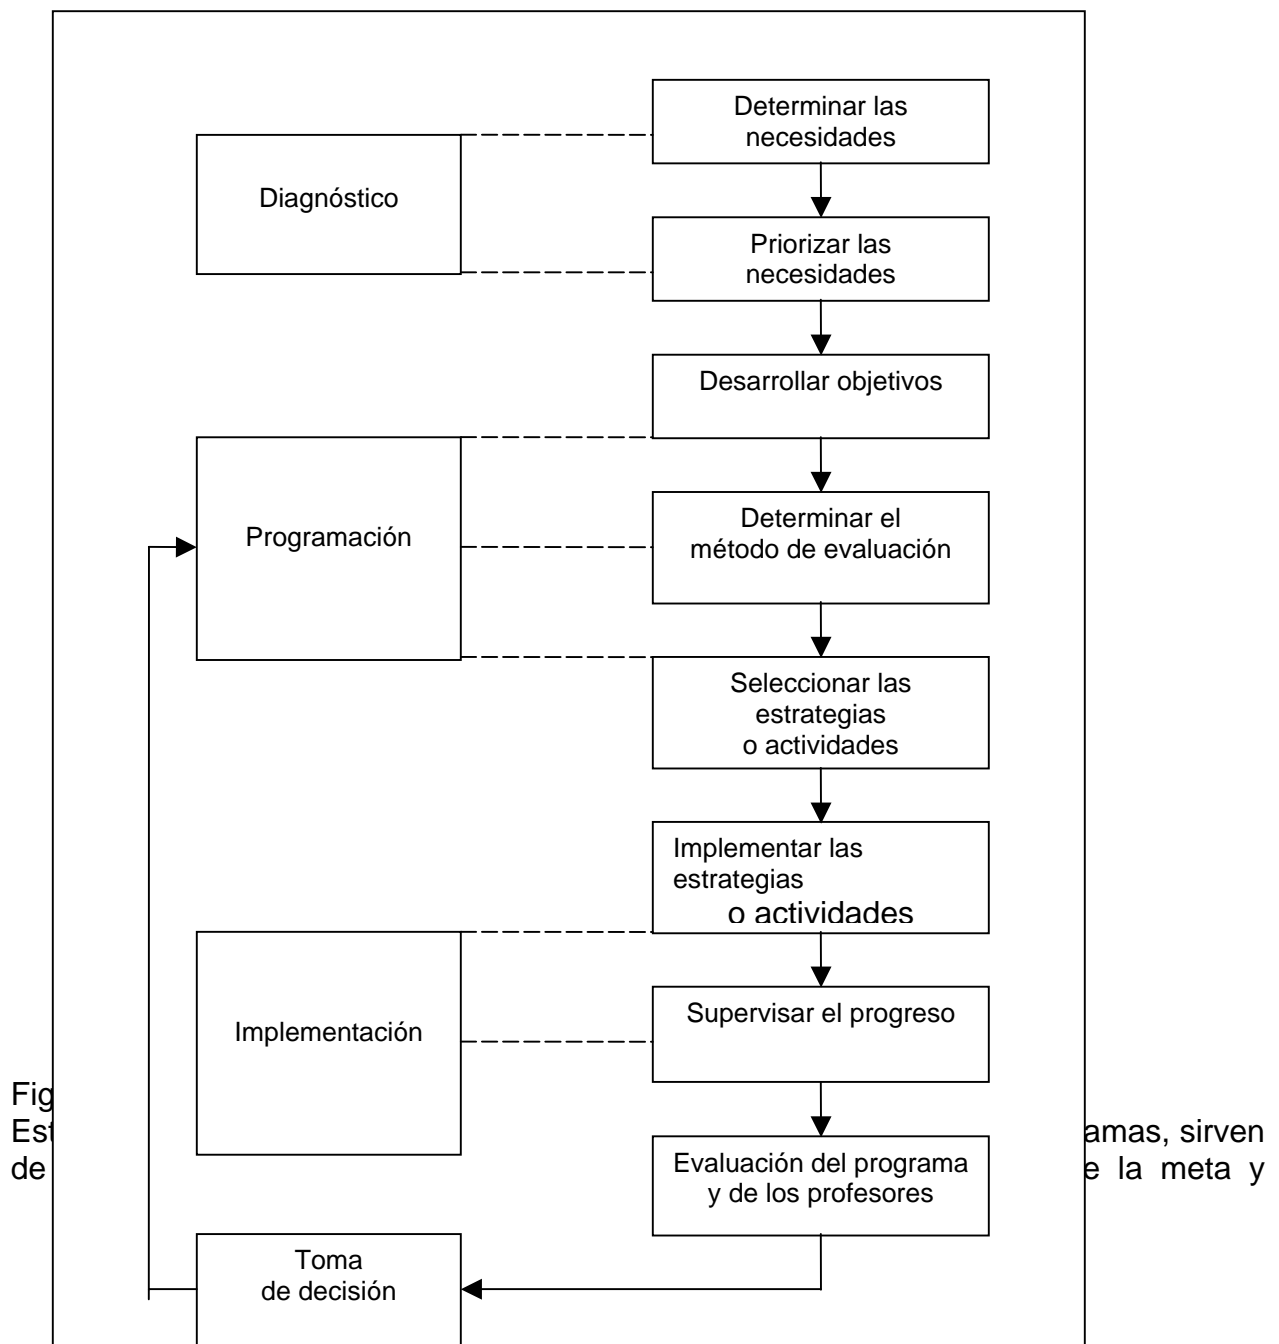 Determinar las
necesidades
Diagnóstico
Priorizar las
necesidades
Desarrollar objetivos
Programación
Determinar el
método de evaluación
Seleccionar las
estrategias
o actividades
Implementar las
estrategias
o actividades
Implementación
Supervisar el progreso
Fig
Est
amas, sirven
de
e la meta y
Evaluación del programa
y de los profesores
Toma
de decisión